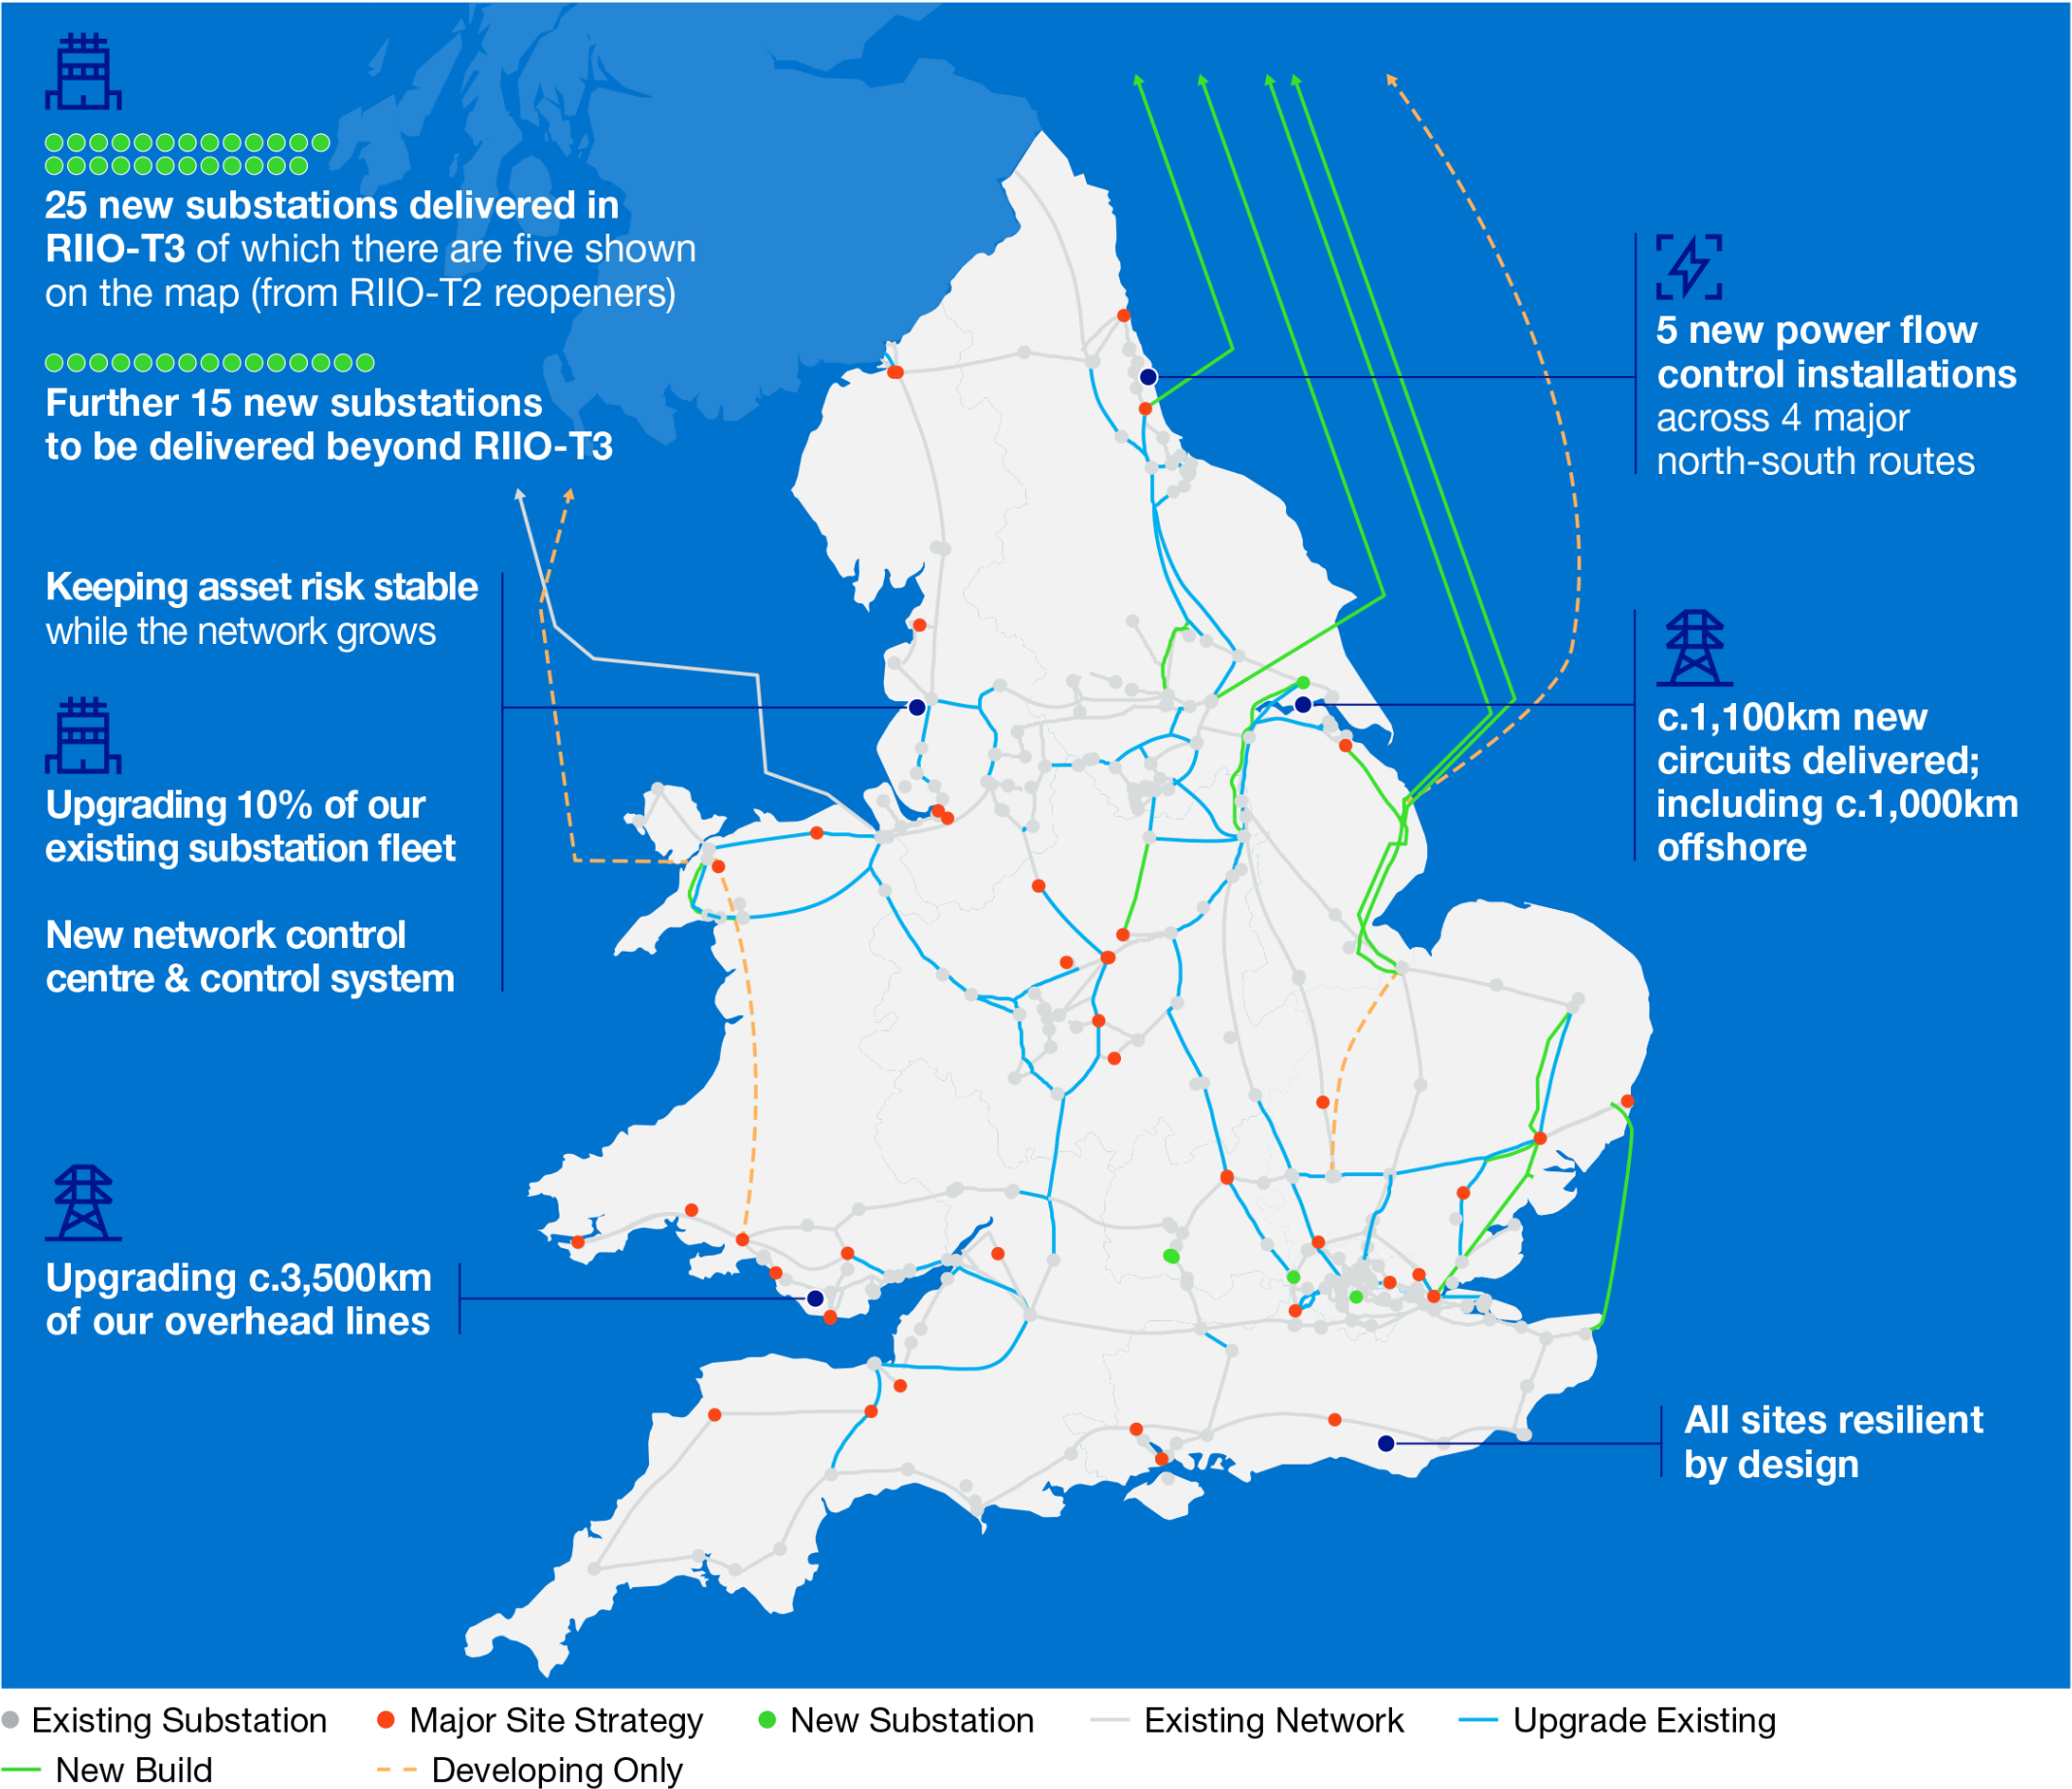 25 new substations delivered in
RIIO-T3 of which there are five shown
on the map (from RIIO-T2 reopeners)
Further 15 new substations
to be delivered beyond RIIO-T3
Keeping asset risk stable
while the network grows
Upgrading 10% of our
existing substation fleet
New network control
centre & control system
Upgrading c.3,500km
of our overhead lines
5 new power flow
control installations
across 4 major
north-south routes
c.1,100km new
circuits delivered;
including c.1,000km
offshore
All sites resilient
by design
Existing Substation
Major Site Strategy
New Substation
Existing Network
Upgrade Existing
New Build
Developing Only